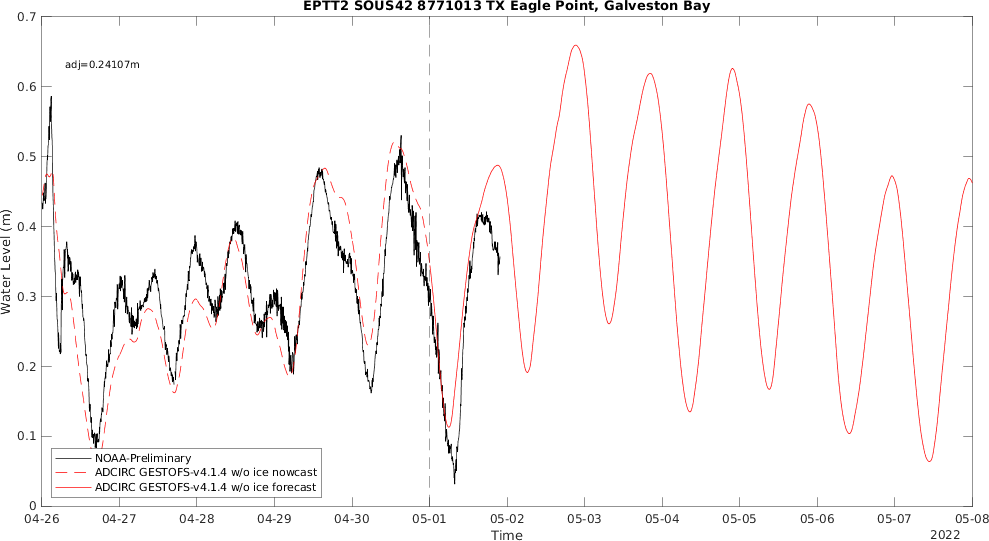 EPTT2 SOUS42 8771013 TX Eagle Point, Galveston Bay
adj=0.24107m
Water Level (m)
0.7
0.6
0.5
0.4
0.3
0.2
0.1
0
NOAA-Preliminary
ADCIRC GESTOFS-v4.1.4 w/o ice nowcast
ADCIRC GESTOFS-v4.1.4 w/o ice forecast
04-26 04-27 04-28 04-29 04-30 05-01 05-02 05-03 05-04 05-05 05-06 05-07 05-08
Time
2022